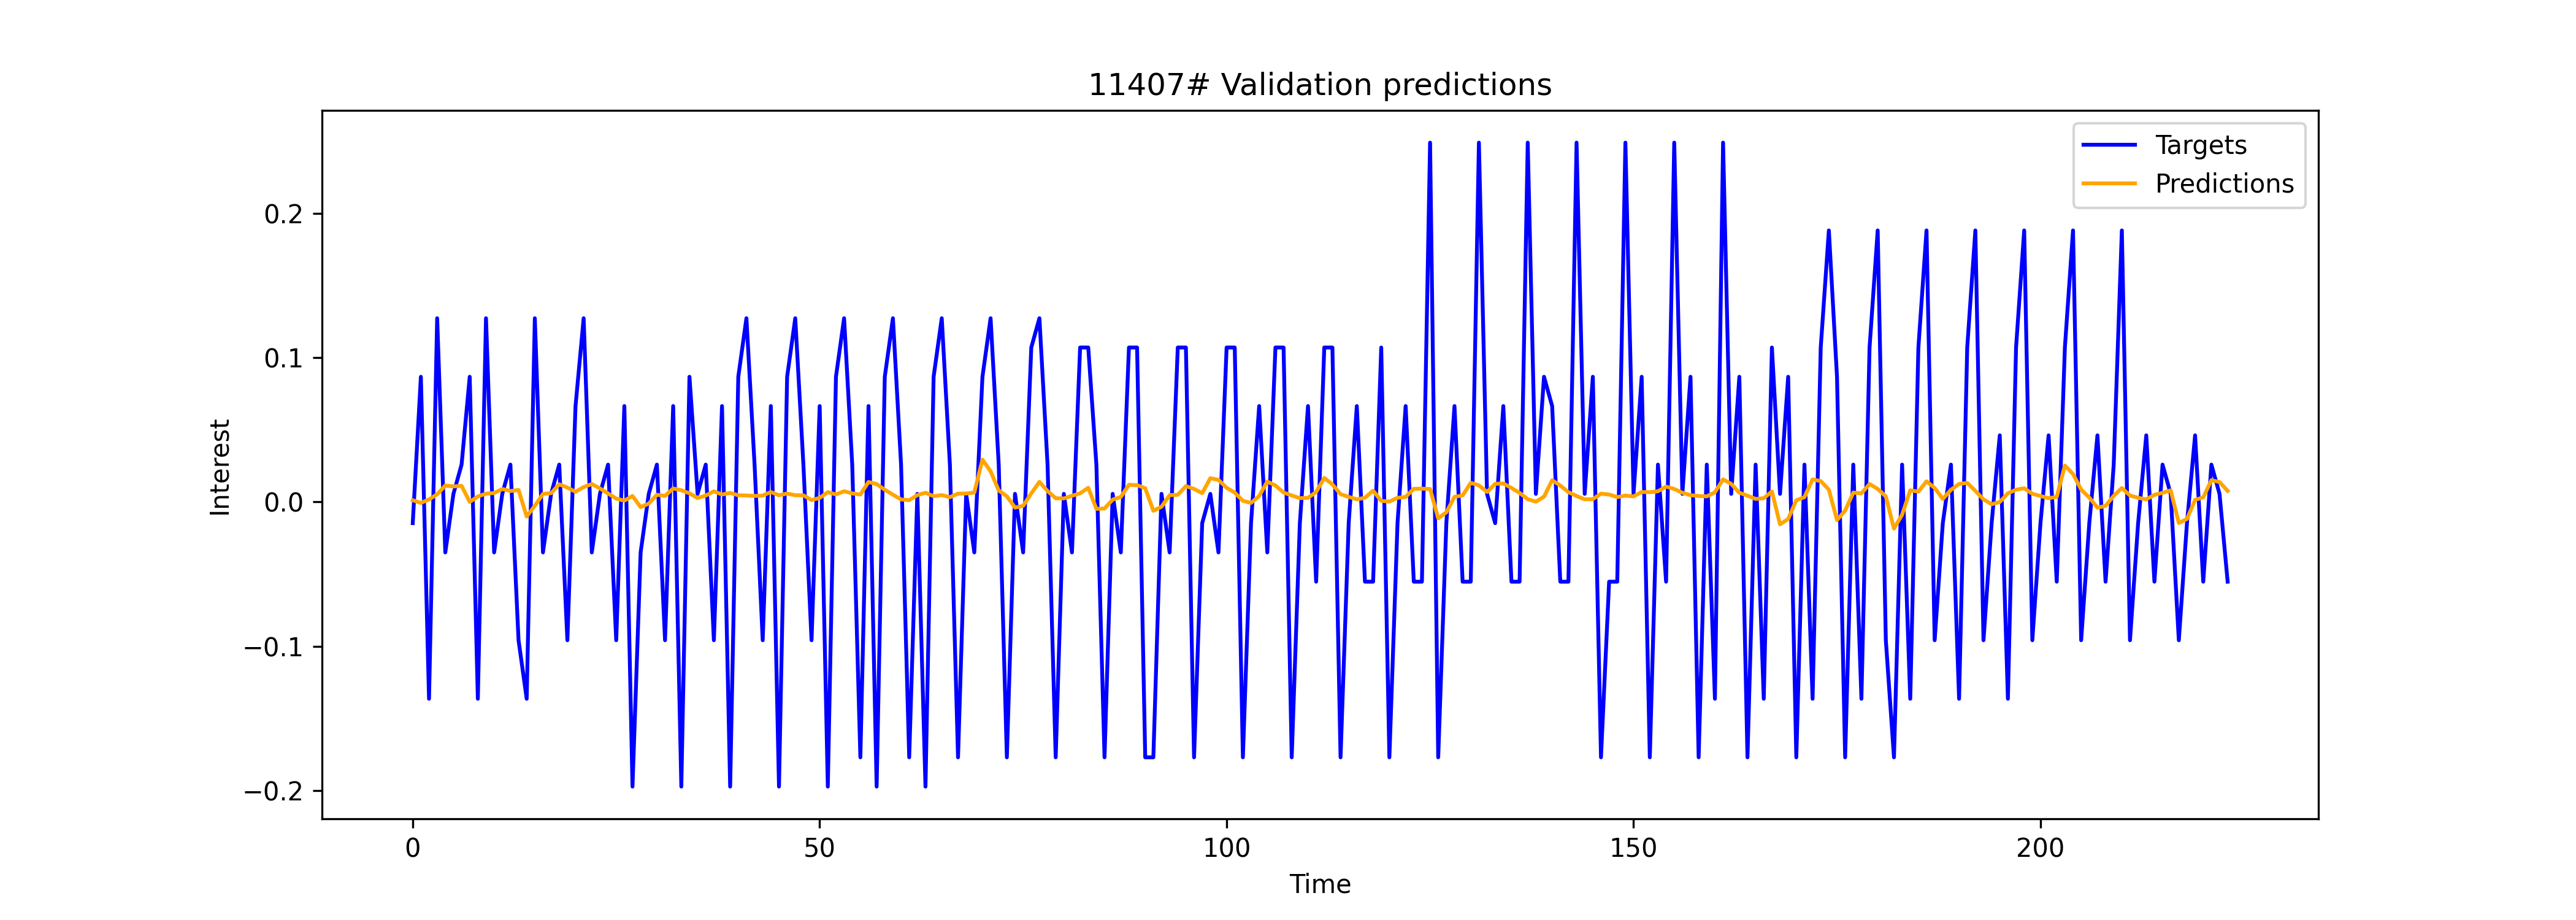 11407# Validation predictions
Targets
Predictions
Interest
0.2
0.1
0.0
−0.1
−0.2
0 50 100 150 200
Time